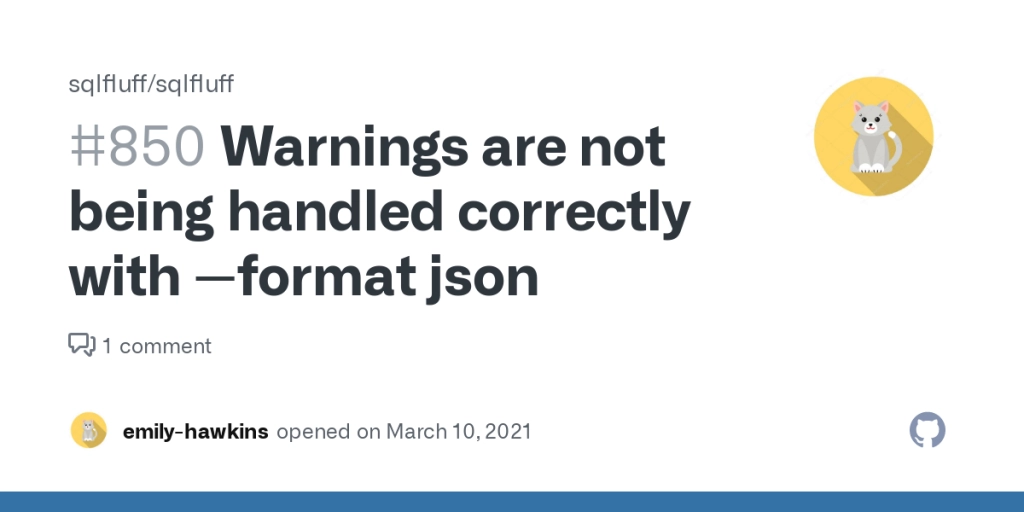 sqlfluff/sqlfluff
#850 Warnings are not
being handled correctly
with —format json
1 comment
emily-hawkins opened on March 10, 2021